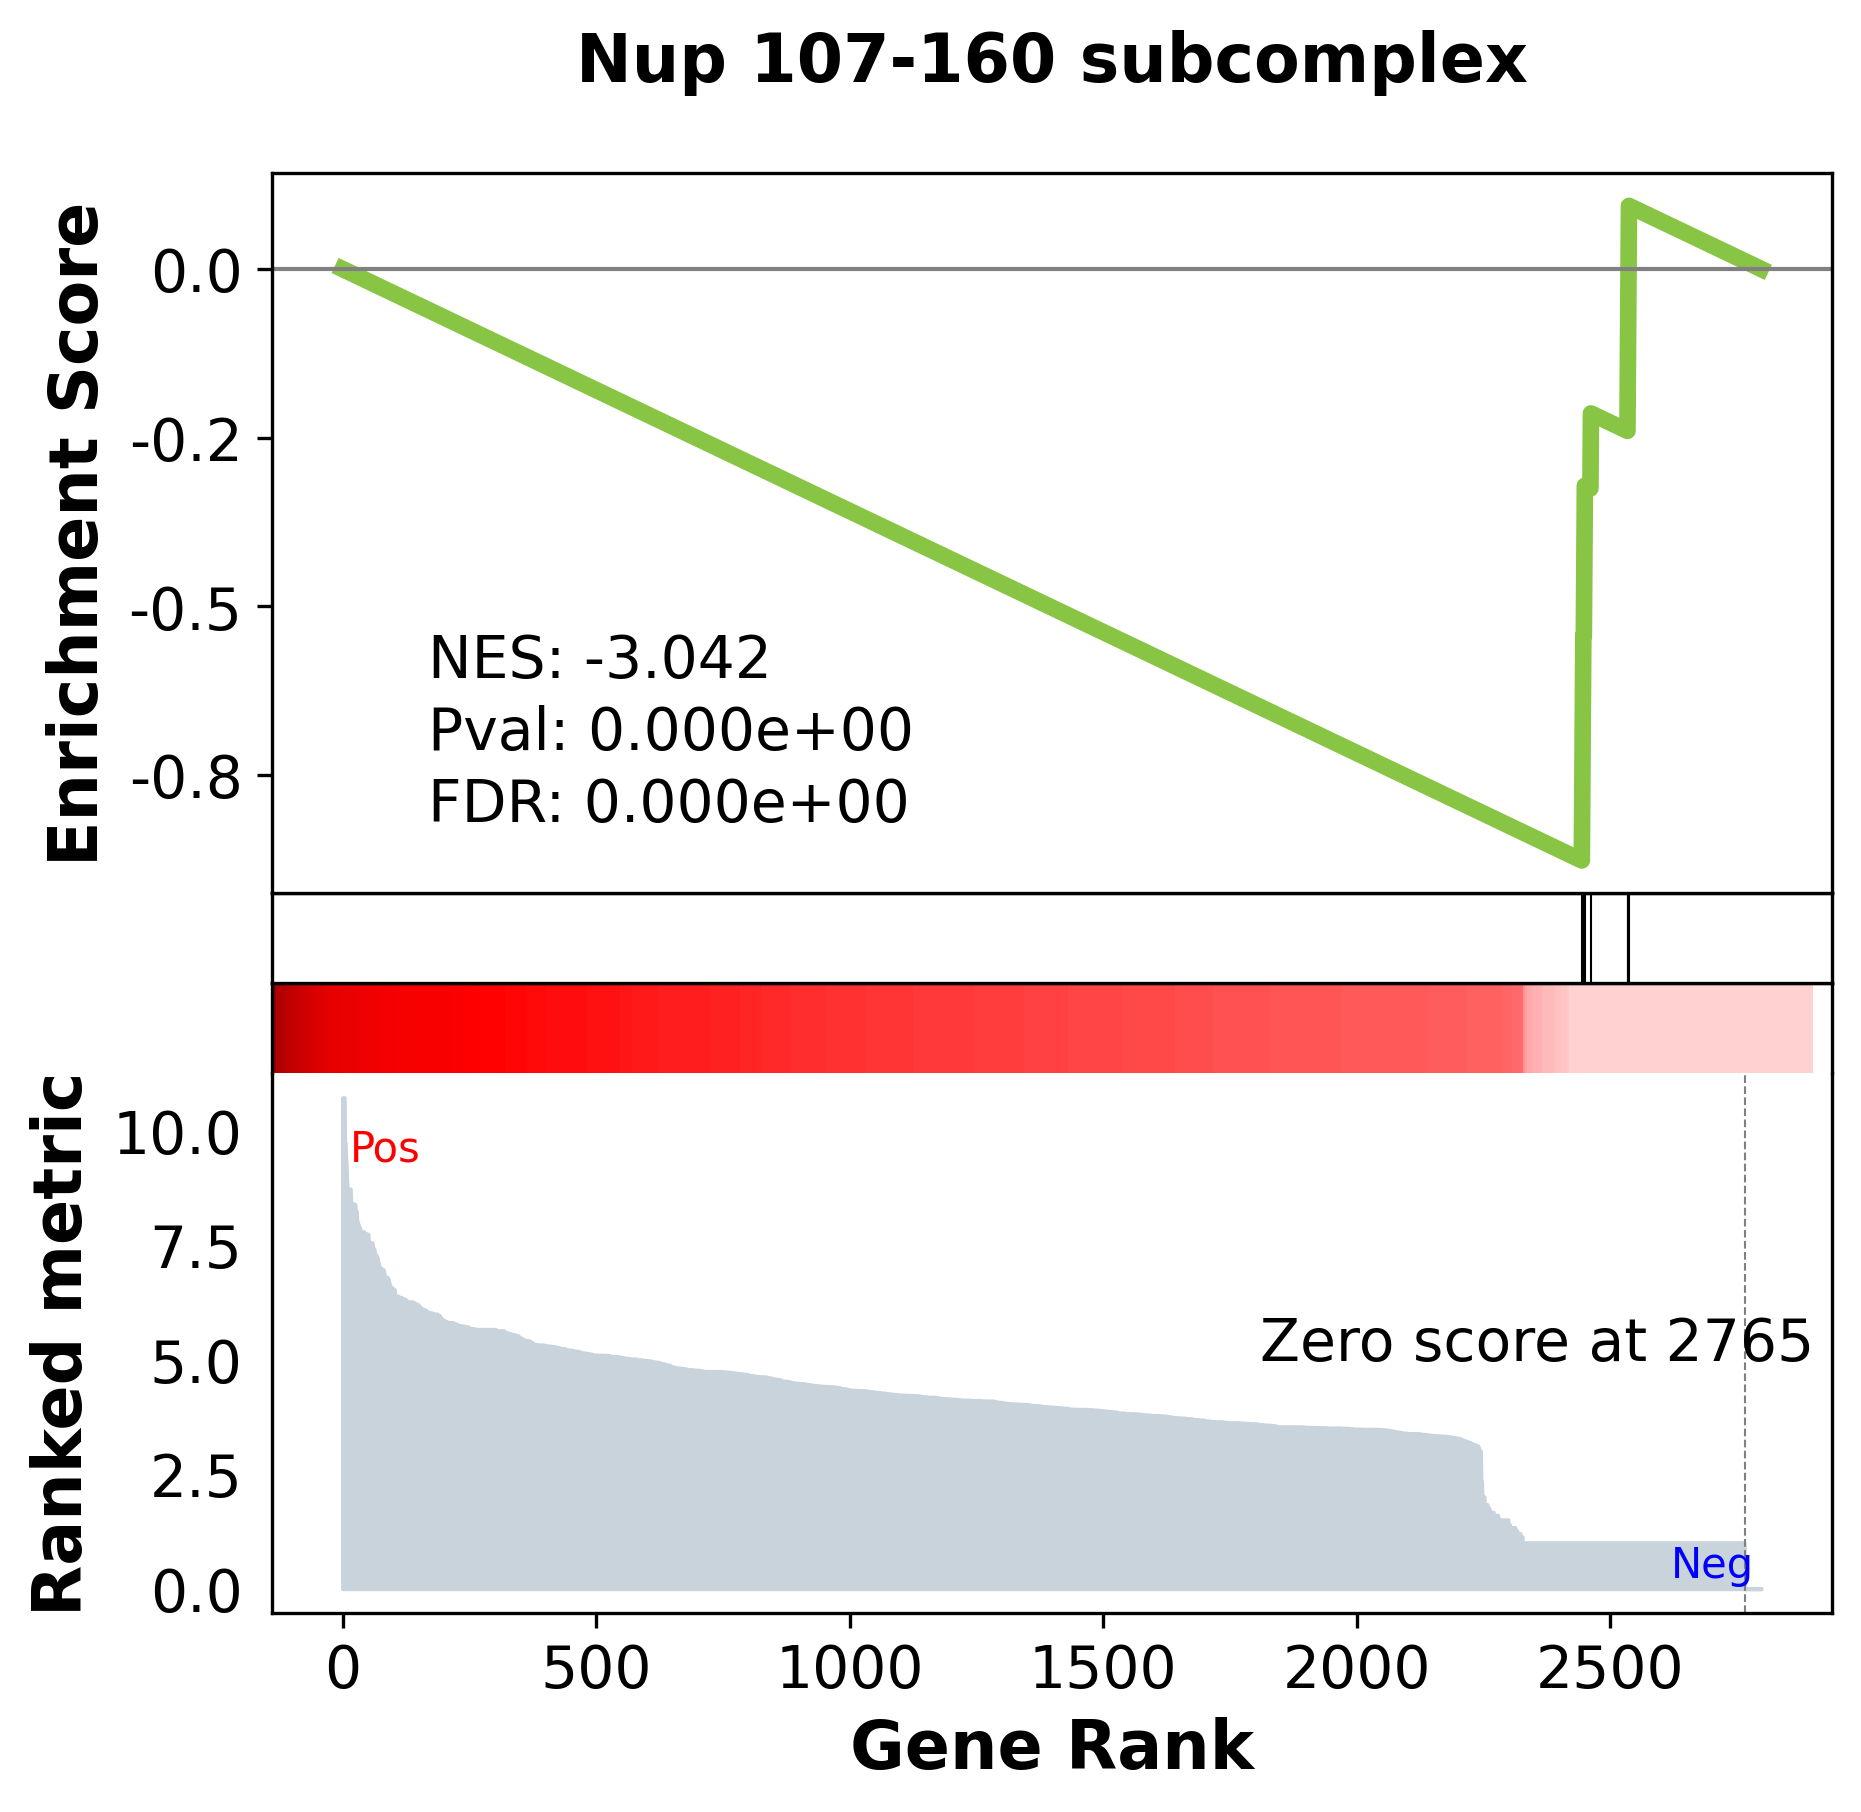 Nup 107-160 subcomplex
Enrichment Score
0.0
-0.2
-0.5
-0.8
NES: -3.042
Pval: 0.000e+00
FDR: 0.000e+00
Ranked metric
10.0
7.5
5.0
2.5
0.0
Pos
Zero score at 2765
Neg
0
500
1000
1500
2000
2500
Gene Rank